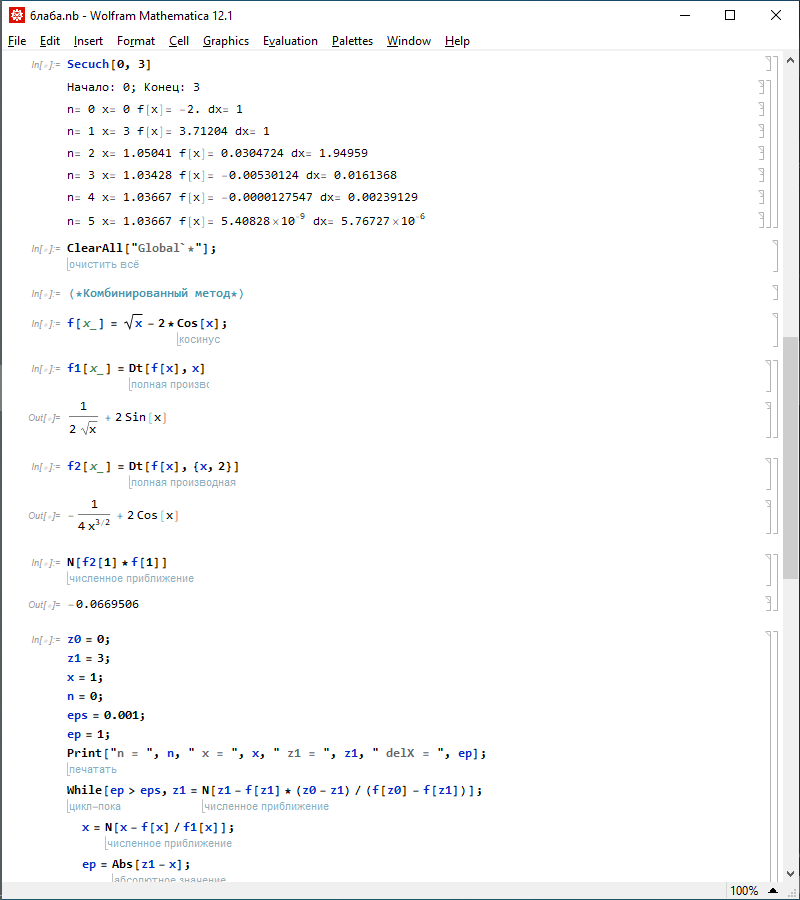 6лаба.nb - Wolfram Mathematica 12.1
File Edit Insert Format Cell Graphics Evaluation Palettes Window Help
In[◦]:= Secuch[0, 3]
Начало: 0; Конец: 3
n= 0 x= 0 f[x]= -2. dx= 1
n= 1 x= 3 f[x]= 3.71204 dx= 1
n= 2 x= 1.05041 f[x]= 0.0304724 dx= 1.94959
n= 3 x= 1.03428 f[x]= -0.00530124 dx= 0.0161368
n= 4 x= 1.03667 f[x]= -0.0000127547 dx= 0.00239129
n= 5 x= 1.03667 f[x]= 5.40828×10^-9 dx= 5.76727×10^-6
In[◦]:= ClearAll["Global`*"];
очистить всё
In[◦]:= (*Комбинированный метод*)
In[◦]:= f[x_] = √x - 2*Cos[x];
косинус
In[◦]:= f1[x_] = Dt[f[x], x]
полная произво
Out[◦]= 1/(2 √x) + 2 Sin[x]
In[◦]:= f2[x_] = Dt[f[x], {x, 2}]
полная производная
Out[◦]= - 1/(4 x^3/2) + 2 Cos[x]
In[◦]:= N[f2[1] * f[1]]
численное приближение
Out[◦]= -0.0669506
In[◦]:= z0 = 0;
z1 = 3;
x = 1;
n = 0;
eps = 0.001;
ep = 1;
Print["n = ", n, " x = ", x, " z1 = ", z1, " delX = ", ep];
печатать
While[ep > eps, z1 = N[z1 - f[z1] * (z0 - z1) / (f[z0] - f[z1])];
цикл-пока численное приближение
x = N[x - f[x] / f1[x]];
численное приближение
ep = Abs[z1 - x];
абсолютное значение
100%